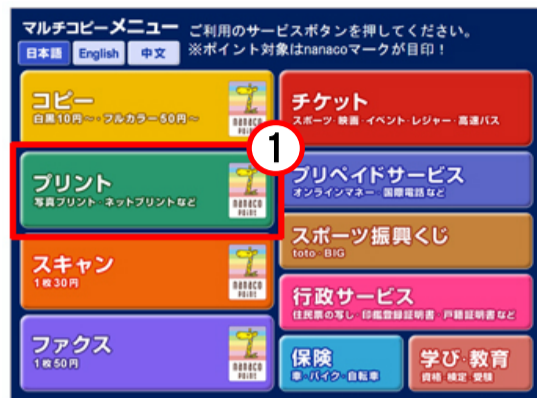 マルチコピーメニュー ご利用のサービスボタンを押してください。
日本語 English 中文 ※ポイント対象はnanacoマークが目印！
コピー
白黒10円～・フルカラー50円～
nanaco
POINT
チケット
スポーツ・映画・イベント・レジャー・高速バス
1
プリント
写真プリント・ネットプリントなど
nanaco
POINT
プリペイドサービス
オンラインマネー・国際電話など
スポーツ振興くじ
toto・BIG
スキャン
1枚30円
nanaco
POINT
行政サービス
住民票の写し・印鑑登録証明書・戸籍証明書など
ファクス
1枚50円
nanaco
POINT
保険
車・バイク・自転車
学び・教育
資格・検定・受験